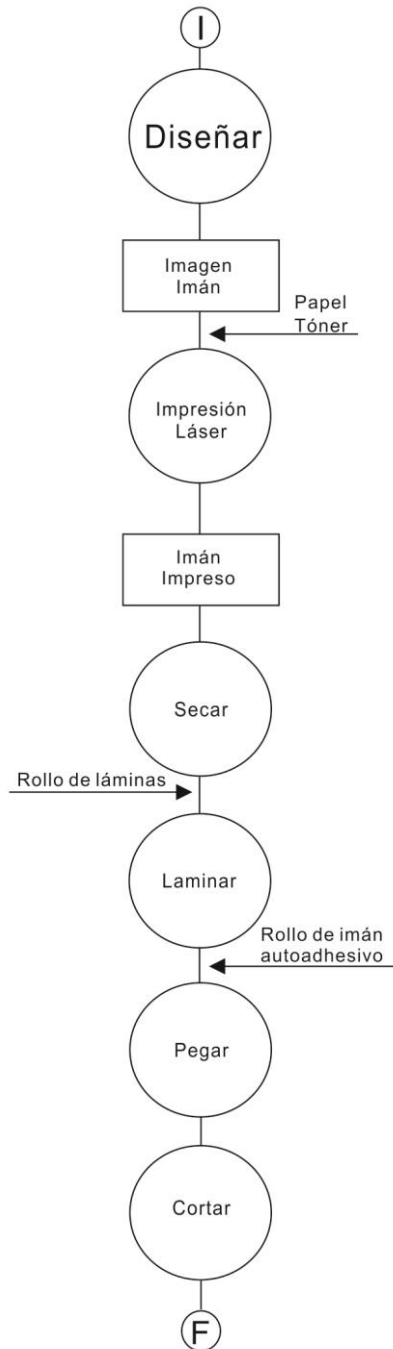 I
Diseñar
Imagen
Imán
Papel
Tóner
Impresión
Láser
Imán
Impreso
Secar
Rollo de láminas
Laminar
Rollo de imán
autoadhesivo
Pegar
Cortar
F